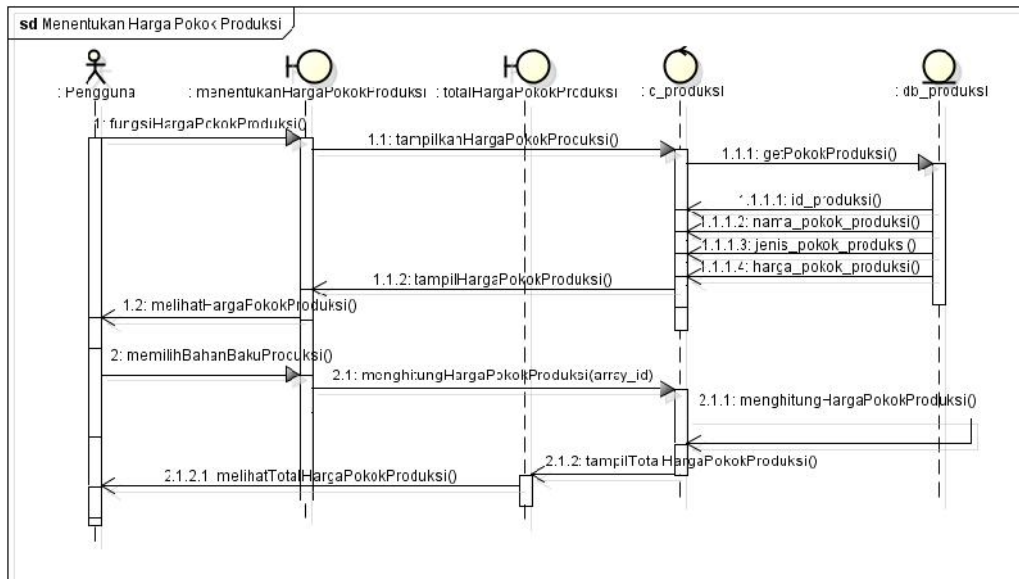 sd Menentukan Harga Pokok Produksi
: Pengguna
: menentukanHargaPokokProduksi
: totalHargaPokokProduksi
: c_produksi
: db_produksi
1: fungsiHargaPokokProduksi()
1.1: tampilkanHargaPokokProduksi()
1.1.1: getPokokProduksi()
1.1.1.1: id_produksi()
1.1.1.2: nama_pokok_produksi()
1.1.1.3: jenis_pokok_produksi()
1.1.1.4: harga_pokok_produksi()
1.1.2: tampilHargaPokokProduksi()
1.2: melihatHargaPokokProduksi()
2: memilihBahanBakuProduksi()
2.1: menghitungHargaPokokProduksi(array_id)
2.1.1: menghitungHargaPokokProduksi()
2.1.2: tampilTotalHargaPokokProduksi()
2.1.2.1: melihatTotalHargaPokokProduksi()